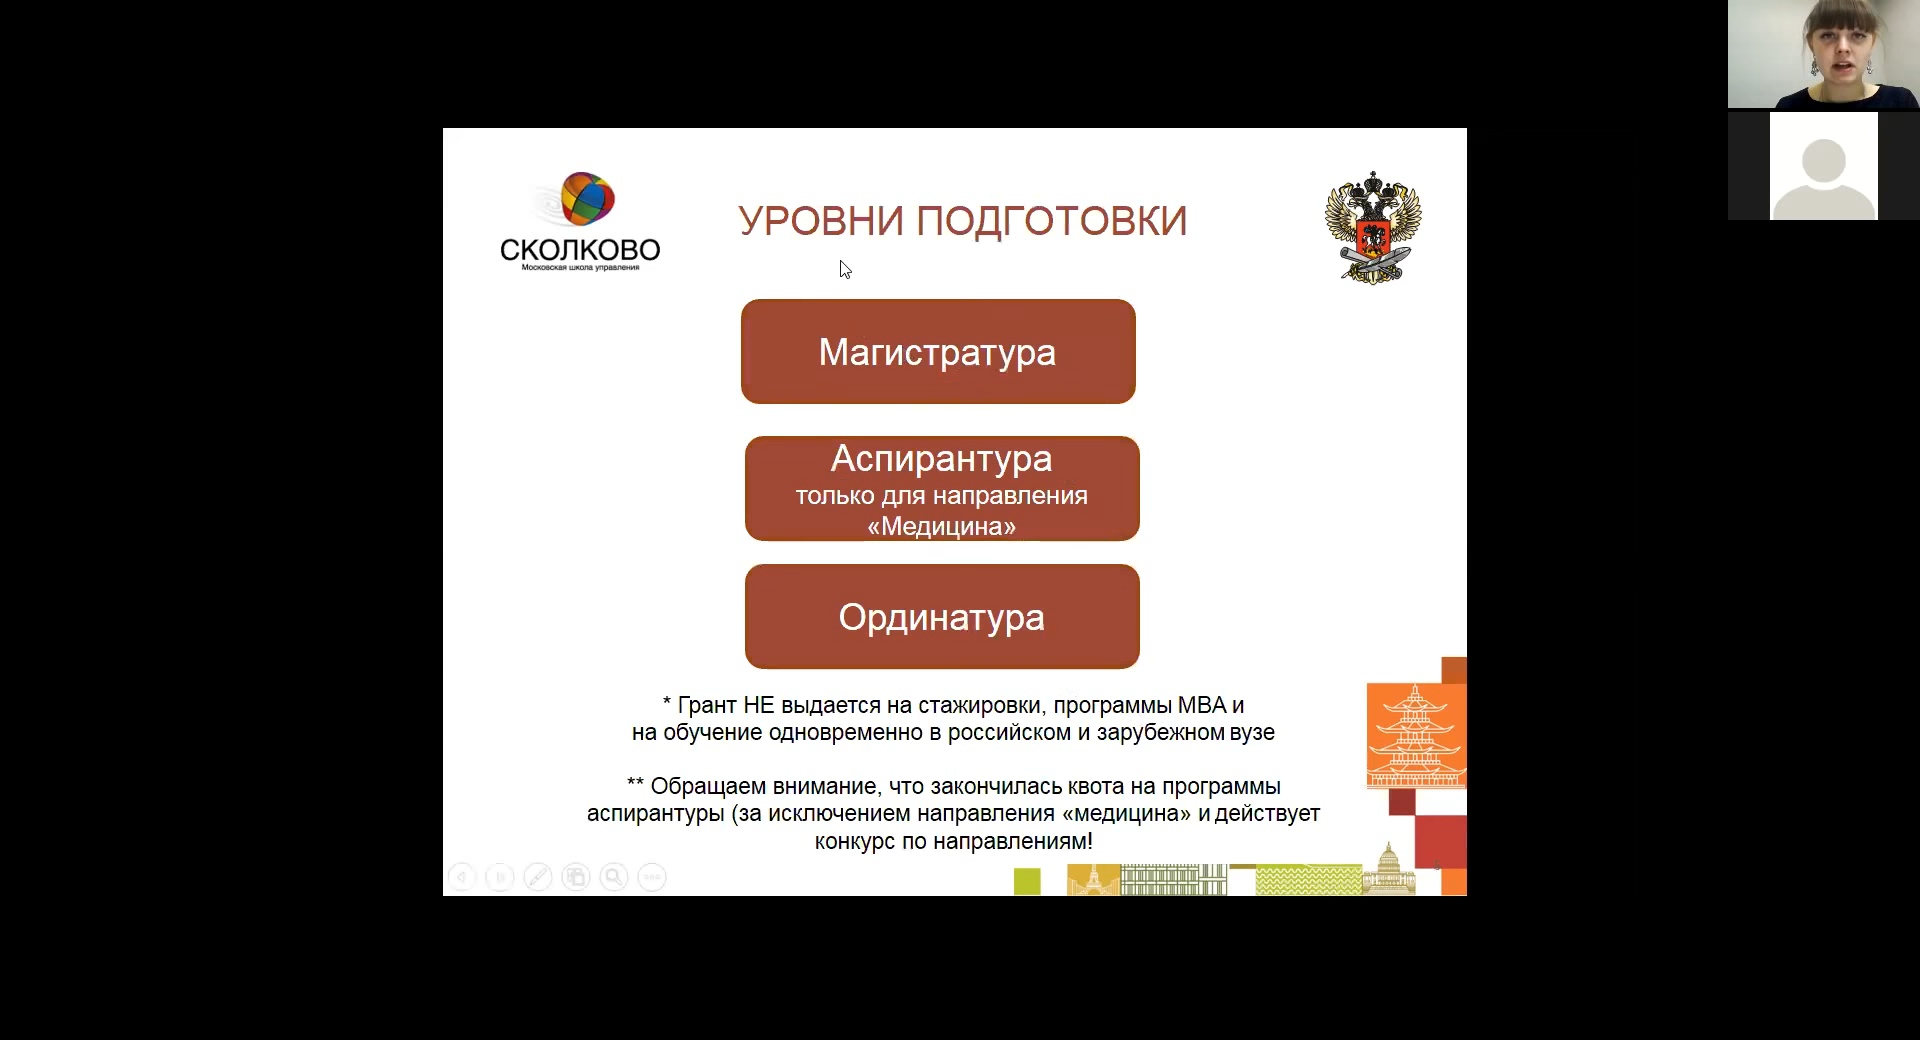 СКОЛКОВО
Московская школа управления
УРОВНИ ПОДГОТОВКИ
Магистратура
Аспирантура
только для направления
«Медицина»
Ординатура
* Грант НЕ выдается на стажировки, программы MBA и
на обучение одновременно в российском и зарубежном вузе
** Обращаем внимание, что закончилась квота на программы
аспирантуры (за исключением направления «медицина» и действует
конкурс по направлениям!